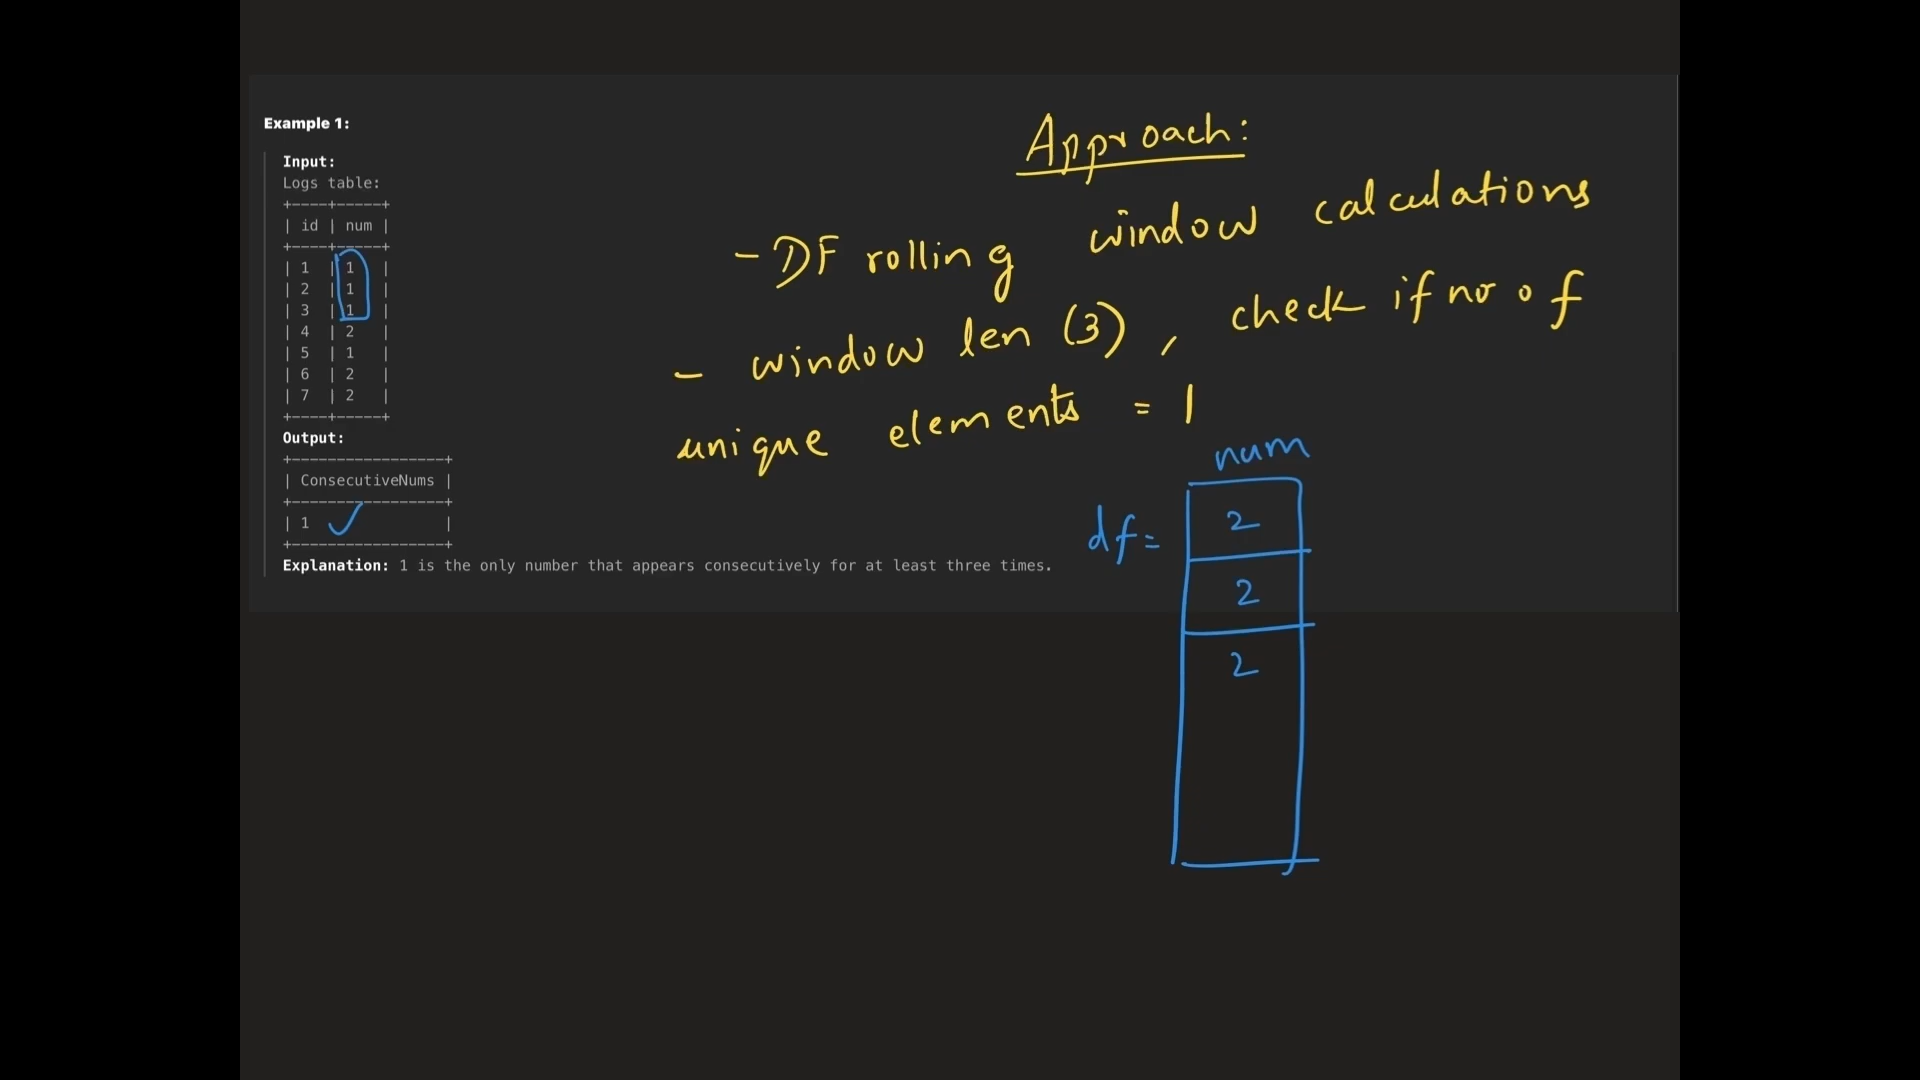 Example 1:
Input:
Logs table:
+----+-----+
| id | num |
+----+-----+
| 1 | 1 |
| 2 | 1 |
| 3 | 1 |
| 4 | 2 |
| 5 | 1 |
| 6 | 2 |
| 7 | 2 |
+----+-----+
Output:
+-----------------+
| ConsecutiveNums |
+-----------------+
| 1 |
+-----------------+
Explanation: 1 is the only number that appears consecutively for at least three times.
Approach:
- DF rolling window calculations
- window len (3), check if no of
unique elements = 1
num
df =
2
2
2